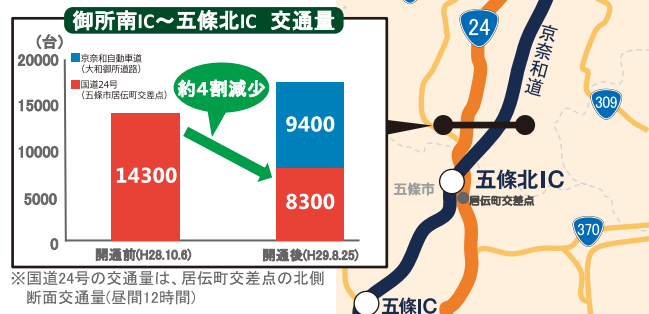 御所南IC～五條北IC 交通量
(台)
20000
15000
10000
5000
0
■京奈和自動車道
(大和御所道路)
■国道24号
(五條市居伝町交差点)
約4割減少
14300
9400
8300
開通前(H28.10.6)
開通後(H29.8.25)
※国道24号の交通量は、居伝町交差点の北側
断面交通量(昼間12時間)
24
京奈和道
309
五條市
五條北IC
居伝町交差点
370
五條IC